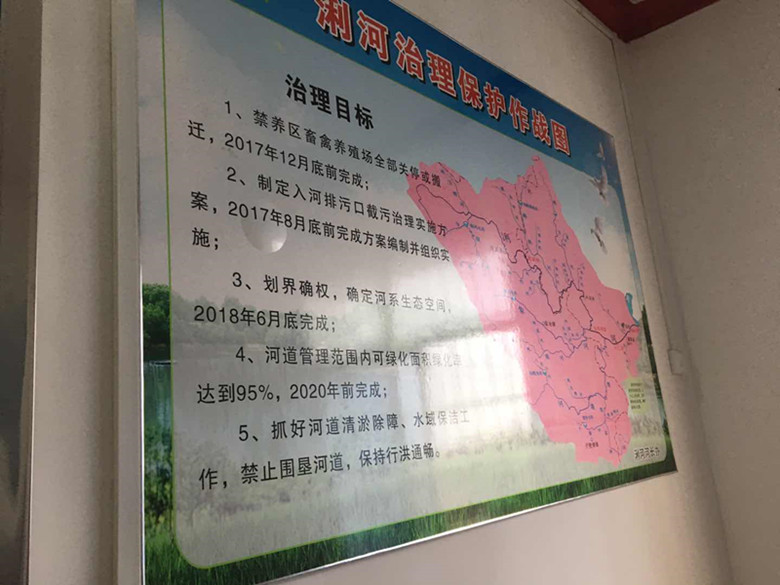 浉河治理保护作战图
治理目标
1、禁养区畜禽养殖场全部关停或搬
迁，2017年12月底前完成；
2、制定入河排污口截污治理实施方
案，2017年8月底前完成方案编制并组织实
施；
3、划界确权，确定河系生态空间，
2018年6月底完成；
4、河道管理范围内可绿化面积绿化率
达到95%，2020年前完成；
5、抓好河道清淤除障、水域保洁工
作，禁止围垦河道，保持行洪通畅。